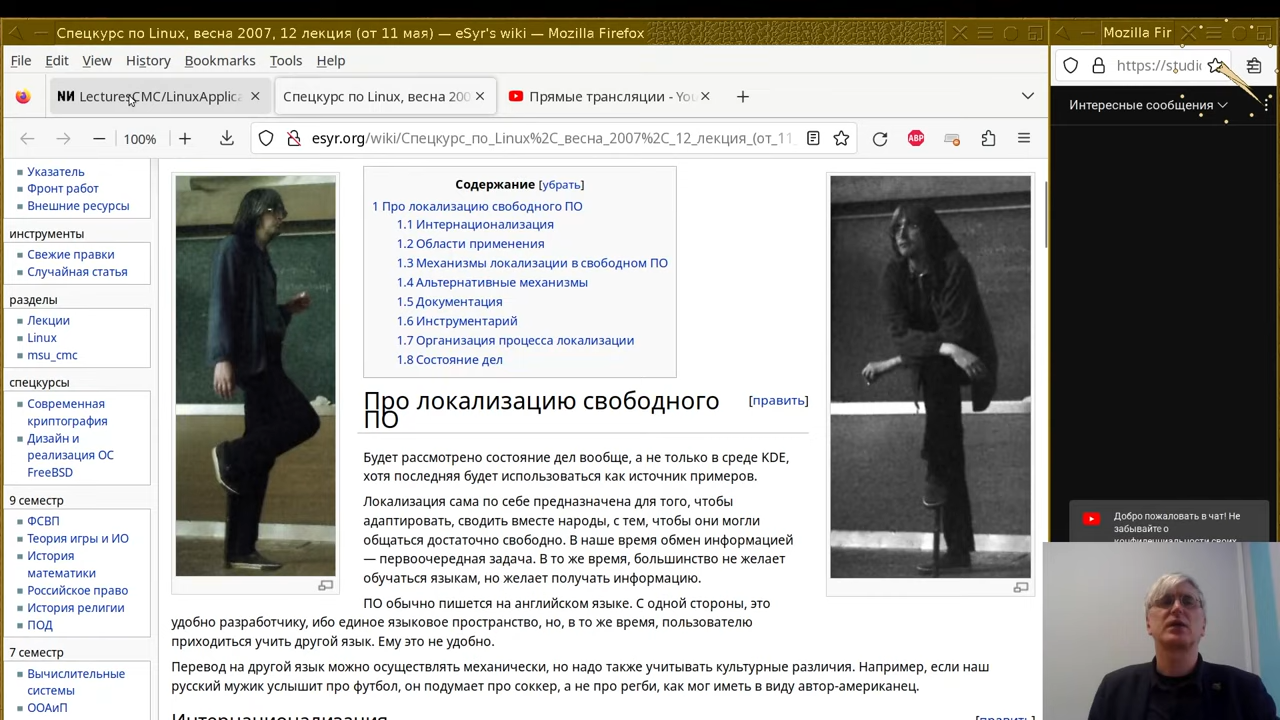 Спецкурс по Linux, весна 2007, 12 лекция (от 11 мая) — eSyr's wiki — Mozilla Firefox
Mozilla Fir
File Edit View History Bookmarks Tools Help
https://studio
LecturesCMC/LinuxApplica
Спецкурс по Linux, весна 200
Прямые трансляции - You
Интересные сообщения
100%
esyr.org/wiki/Спецкурс_по_Linux%2C_весна_2007%2C_12_лекция_(от_11_
ABP
Указатель
Фронт работ
Внешние ресурсы
инструменты
Свежие правки
Случайная статья
разделы
Лекции
Linux
msu_cmc
спецкурсы
Современная
криптография
Дизайн и
реализация ОС
FreeBSD
9 семестр
ФСВП
Теория игры и ИО
История
математики
Российское право
История религии
ПОД
7 семестр
Вычислительные
системы
ООАиП
Содержание [убрать]
1 Про локализацию свободного ПО
1.1 Интернационализация
1.2 Области применения
1.3 Механизмы локализации в свободном ПО
1.4 Альтернативные механизмы
1.5 Документация
1.6 Инструментарий
1.7 Организация процесса локализации
1.8 Состояние дел
Про локализацию свободного [править]
ПО
Будет рассмотрено состояние дел вообще, а не только в среде KDE,
хотя последняя будет использоваться как источник примеров.
Локализация сама по себе предназначена для того, чтобы
адаптировать, сводить вместе народы, с тем, чтобы они могли
общаться достаточно свободно. В наше время обмен информацией
— первоочередная задача. В то же время, большинство не желает
обучаться языкам, но желает получать информацию.
ПО обычно пишется на английском языке. С одной стороны, это
удобно разработчику, ибо единое языковое пространство, но, в то же время, пользователю
приходиться учить другой язык. Ему это не удобно.
Перевод на другой язык можно осуществлять механически, но надо также учитывать культурные различия. Например, если наш
русский мужик услышит про футбол, он подумает про соккер, а не про регби, как мог иметь в виду автор-американец.
Интернационализация [править]
Добро пожаловать в чат! Не
забывайте о
конфиденциальности своих